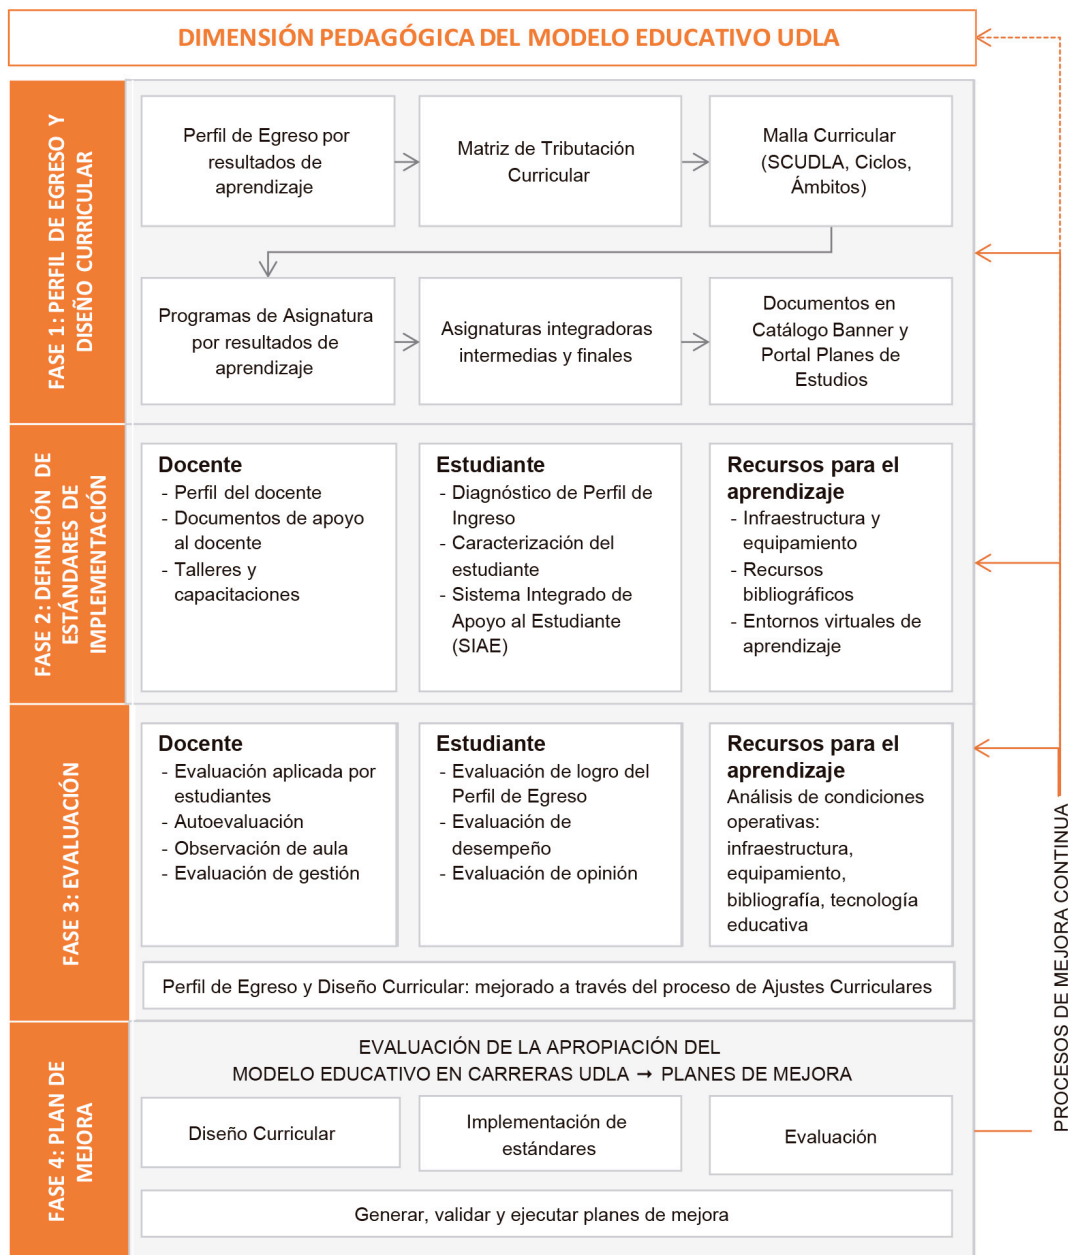 DIMENSIÓN PEDAGÓGICA DEL MODELO EDUCATIVO UDLA
FASE 1: PERFIL DE EGRESO Y
DISEÑO CURRICULAR
Perfil de Egreso por
resultados de
aprendizaje
Matriz de Tributación
Curricular
Malla Curricular
(SCUDLA, Ciclos,
Ámbitos)
Programas de Asignatura
por resultados de
aprendizaje
Asignaturas integradoras
intermedias y finales
Documentos en
Catálogo Banner y
Portal Planes de
Estudios
FASE 2: DEFINICIÓN DE
ESTÁNDARES DE
IMPLEMENTACIÓN
Docente
- Perfil del docente
- Documentos de apoyo
al docente
- Talleres y
capacitaciones
Estudiante
- Diagnóstico de Perfil de
Ingreso
- Caracterización del
estudiante
- Sistema Integrado de
Apoyo al Estudiante
(SIAE)
Recursos para el
aprendizaje
- Infraestructura y
equipamiento
- Recursos
bibliográficos
- Entornos virtuales de
aprendizaje
FASE 3: EVALUACIÓN
Docente
- Evaluación aplicada por
estudiantes
- Autoevaluación
- Observación de aula
- Evaluación de gestión
Estudiante
- Evaluación de logro del
Perfil de Egreso
- Evaluación de
desempeño
- Evaluación de opinión
Recursos para el
aprendizaje
Análisis de condiciones
operativas:
infraestructura,
equipamiento,
bibliografía, tecnología
educativa
Perfil de Egreso y Diseño Curricular: mejorado a través del proceso de Ajustes Curriculares
FASE 4: PLAN DE
MEJORA
EVALUACIÓN DE LA APROPIACIÓN DEL
MODELO EDUCATIVO EN CARRERAS UDLA → PLANES DE MEJORA
Diseño Curricular
Implementación de
estándares
Evaluación
Generar, validar y ejecutar planes de mejora
PROCESOS DE MEJORA CONTINUA